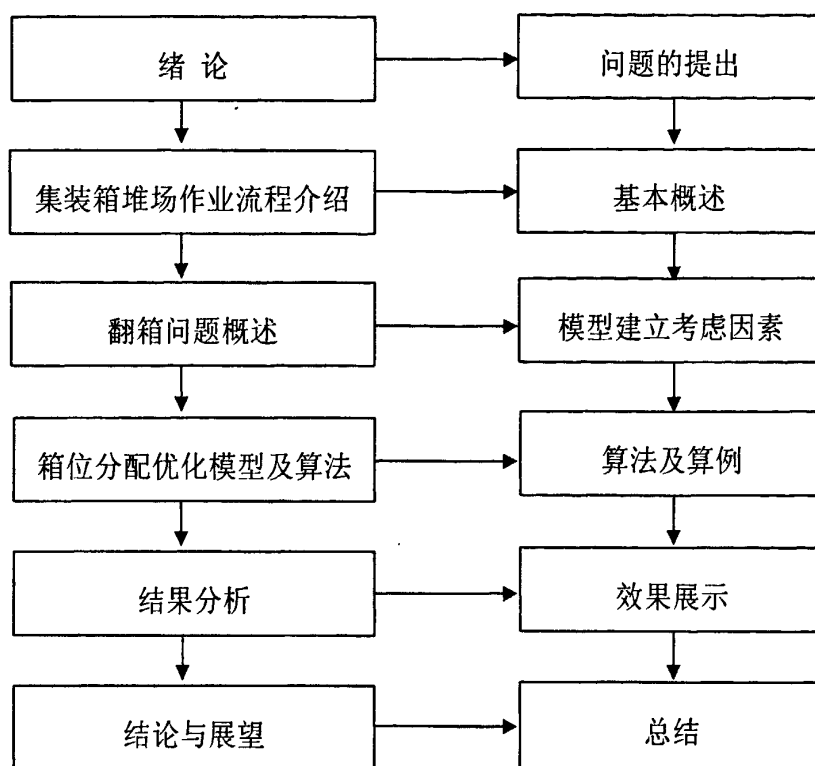 绪 论
问题的提出
集装箱堆场作业流程介绍
基本概述
翻箱问题概述
模型建立考虑因素
箱位分配优化模型及算法
算法及算例
结果分析
效果展示
结论与展望
总结